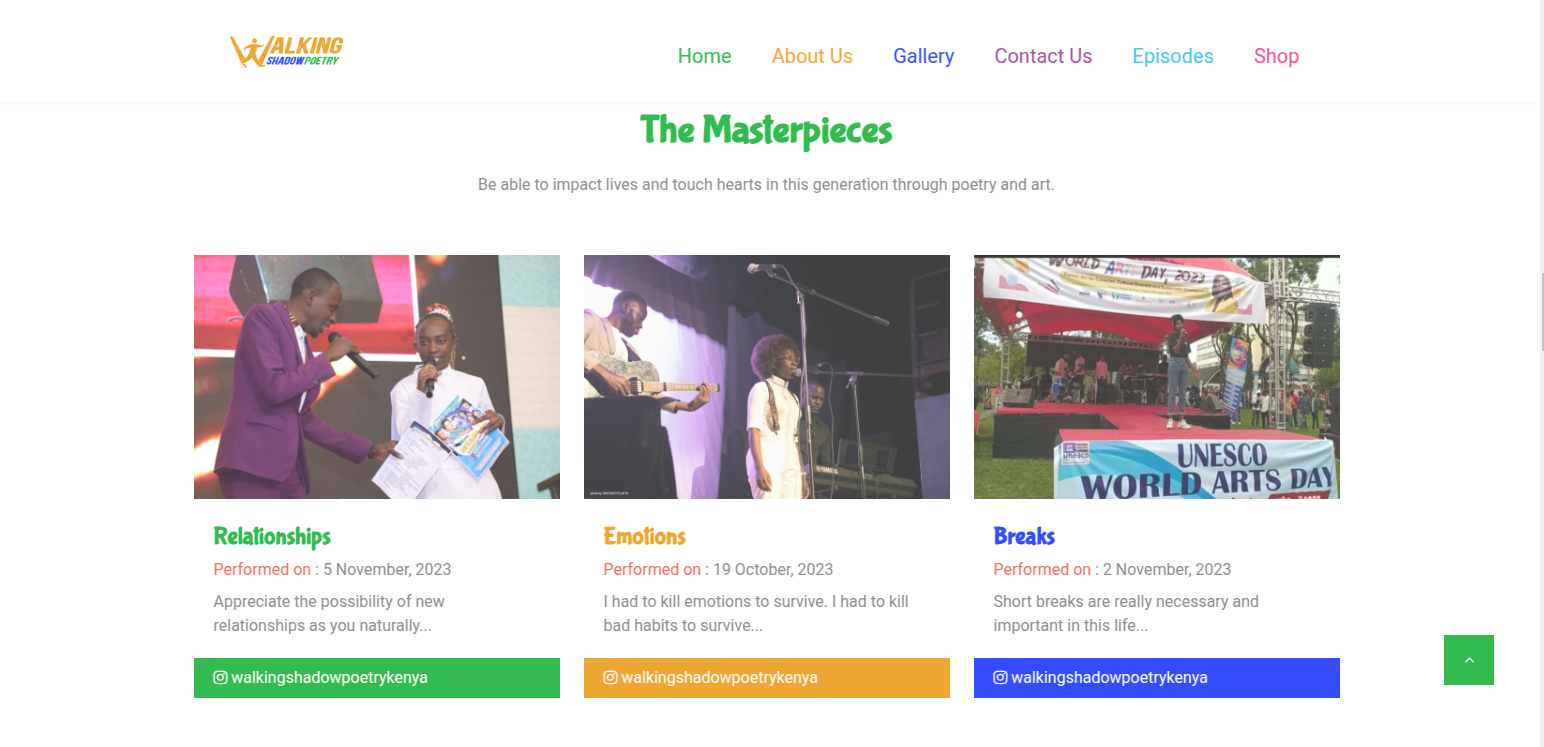 WALKING
SHADOWPOETRY
Home About Us Gallery Contact Us Episodes Shop
The Masterpieces
Be able to impact lives and touch hearts in this generation through poetry and art.
WORLD ART DAY, 2023
unesco
UNESCO
WORLD ARTS DAY
Relationships
Performed on : 5 November, 2023
Appreciate the possibility of new
relationships as you naturally...
walkingshadowpoetrykenya
Emotions
Performed on : 19 October, 2023
I had to kill emotions to survive. I had to kill
bad habits to survive...
walkingshadowpoetrykenya
Breaks
Performed on : 2 November, 2023
Short breaks are really necessary and
important in this life...
walkingshadowpoetrykenya